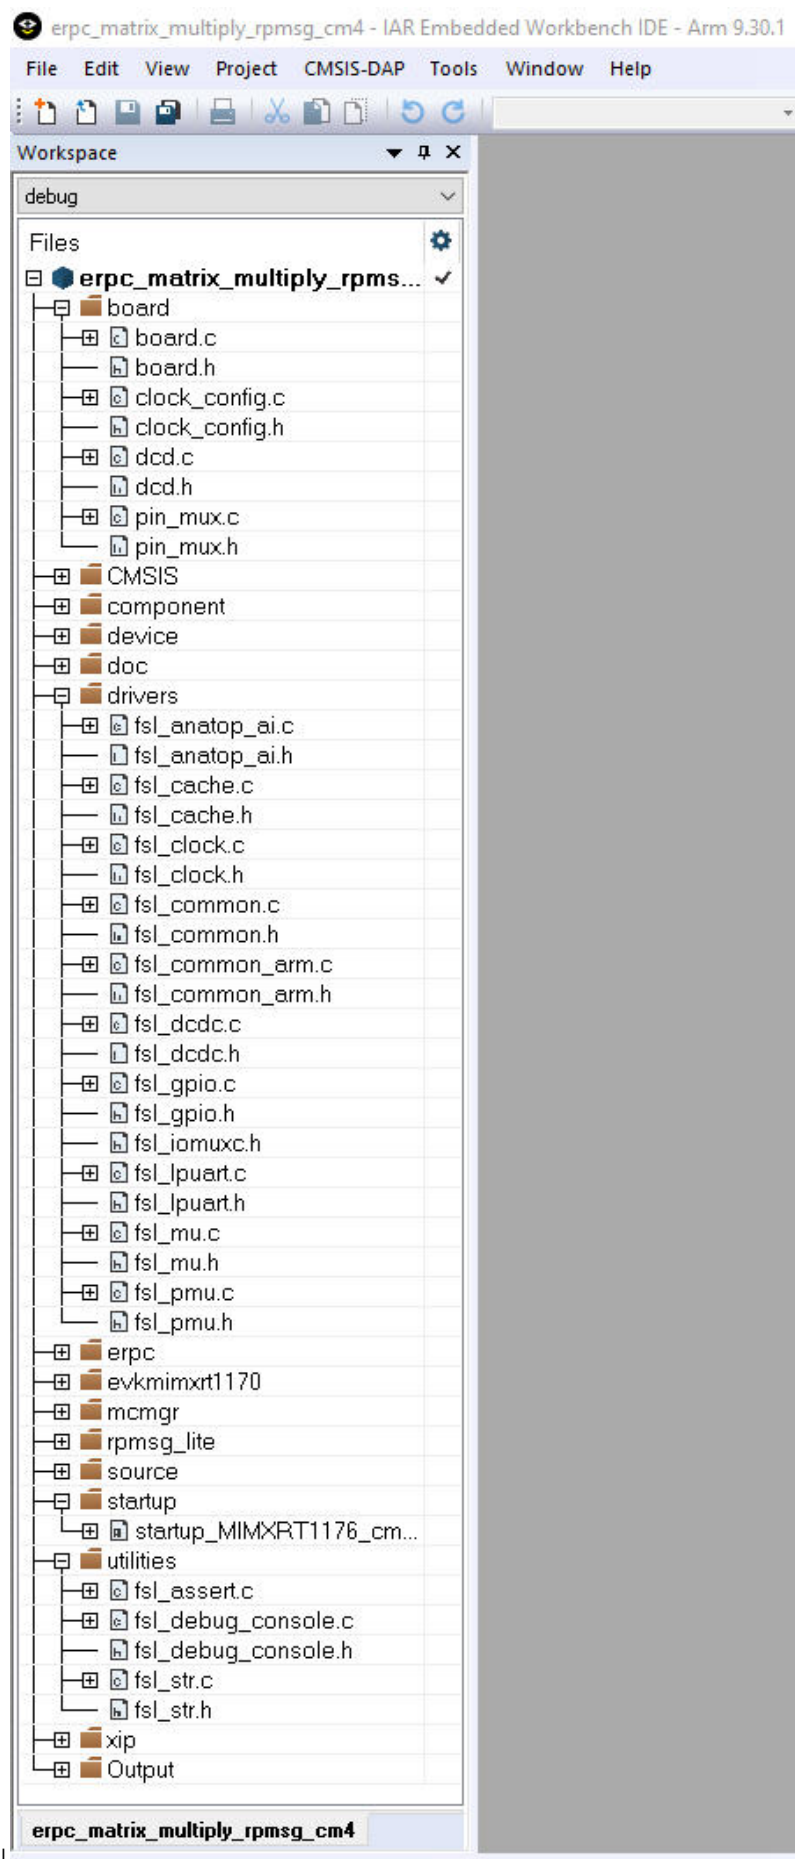 erpc_matrix_multiply_rpmsg_cm4 - IAR Embedded Workbench IDE - Arm 9.30.1
File Edit View Project CMSIS-DAP Tools Window Help
Workspace
debug
Files
erpc_matrix_multiply_rpms...
board
board.c
board.h
clock_config.c
clock_config.h
dcd.c
dcd.h
pin_mux.c
pin_mux.h
CMSIS
component
device
doc
drivers
fsl_anatop_ai.c
fsl_anatop_ai.h
fsl_cache.c
fsl_cache.h
fsl_clock.c
fsl_clock.h
fsl_common.c
fsl_common.h
fsl_common_arm.c
fsl_common_arm.h
fsl_dcdc.c
fsl_dcdc.h
fsl_gpio.c
fsl_gpio.h
fsl_iomuxc.h
fsl_lpuart.c
fsl_lpuart.h
fsl_mu.c
fsl_mu.h
fsl_pmu.c
fsl_pmu.h
erpc
evkmimxrt1170
mcmgr
rpmsg_lite
source
startup
startup_MIMXRT1176_cm...
utilities
fsl_assert.c
fsl_debug_console.c
fsl_debug_console.h
fsl_str.c
fsl_str.h
xip
Output
erpc_matrix_multiply_rpmsg_cm4